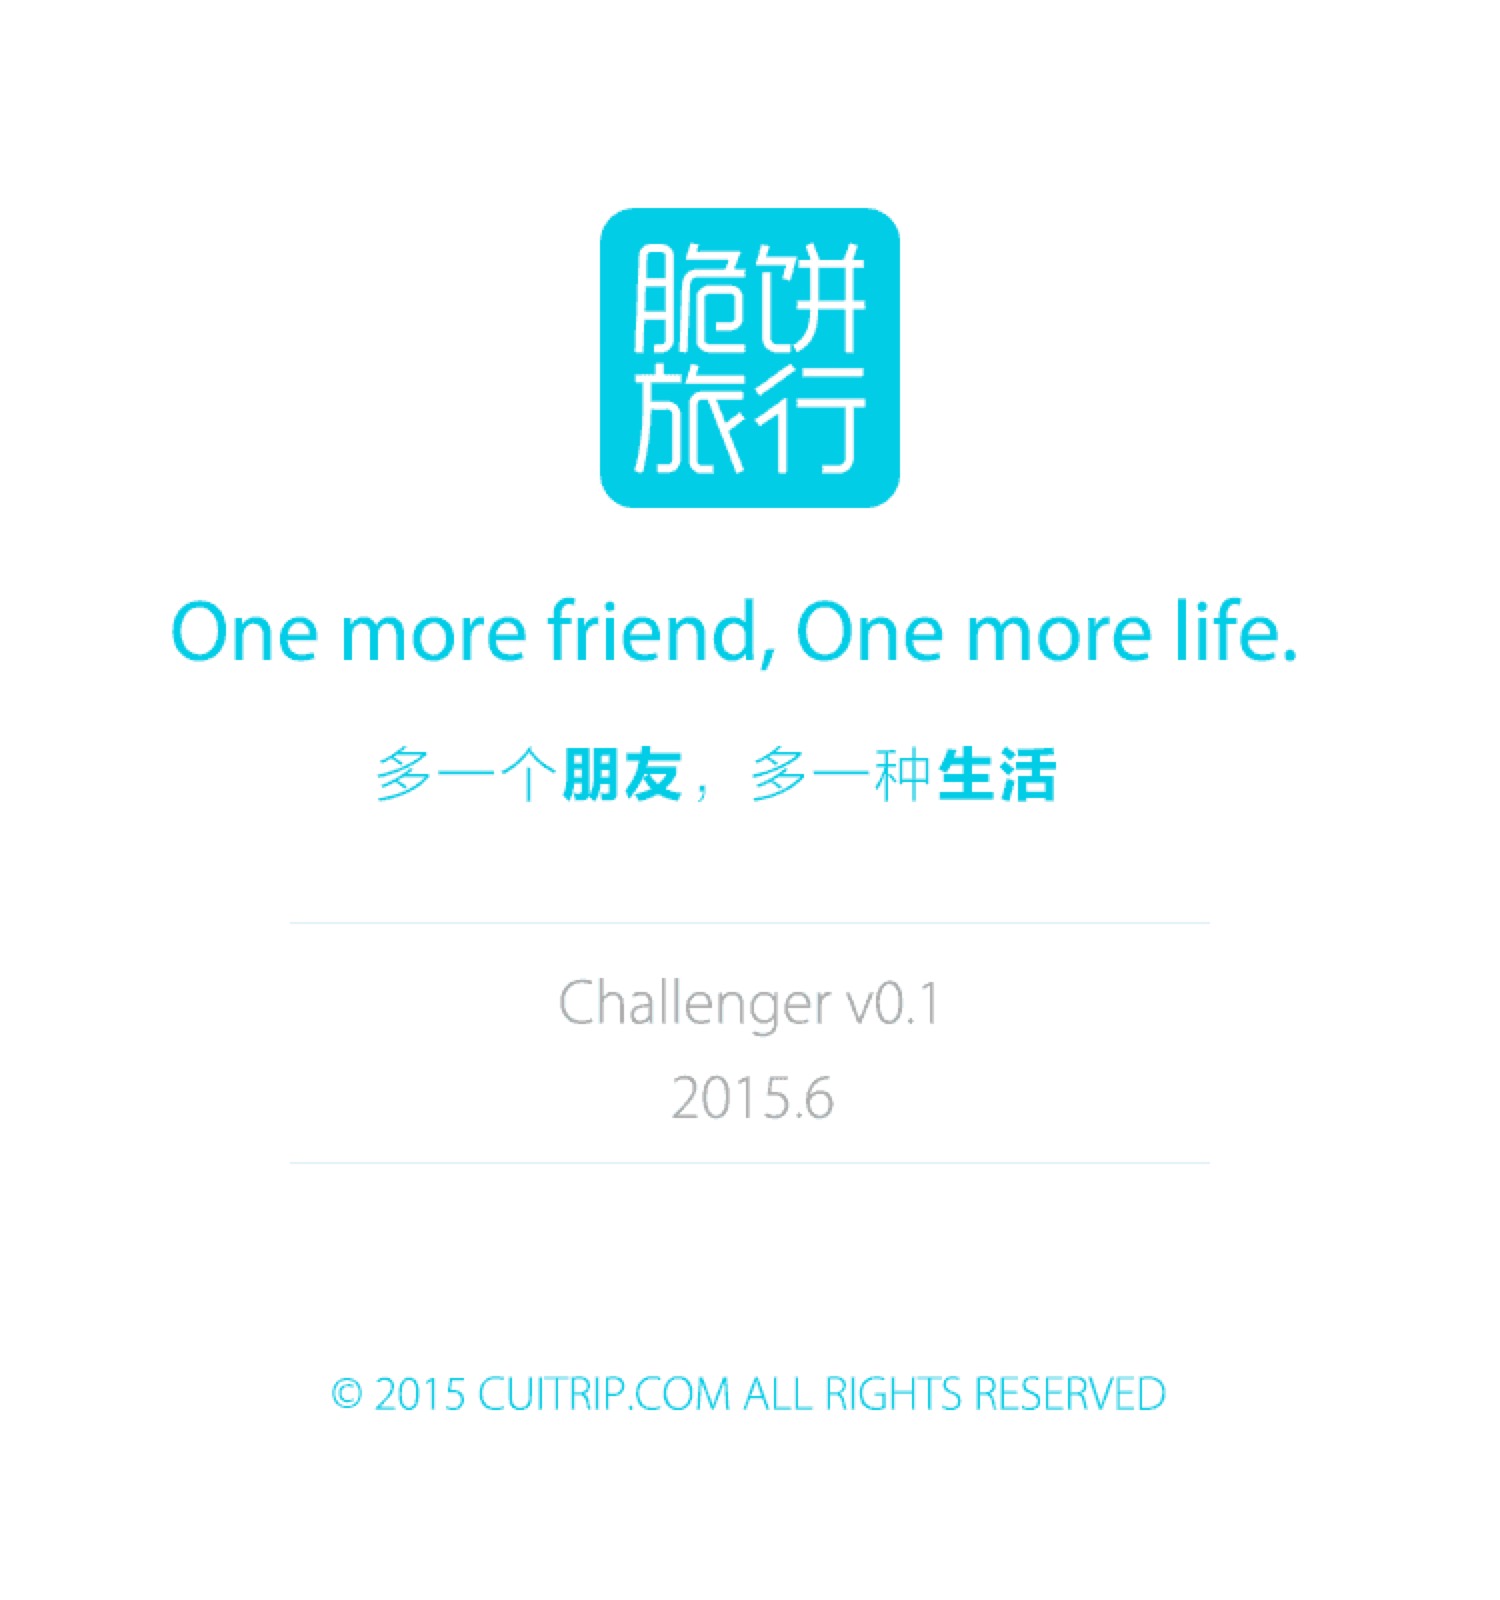 脆饼
旅行
One more friend, One more life.
多一个朋友，多一种生活
Challenger v0.1
2015.6
© 2015 CUITRIP.COM ALL RIGHTS RESERVED